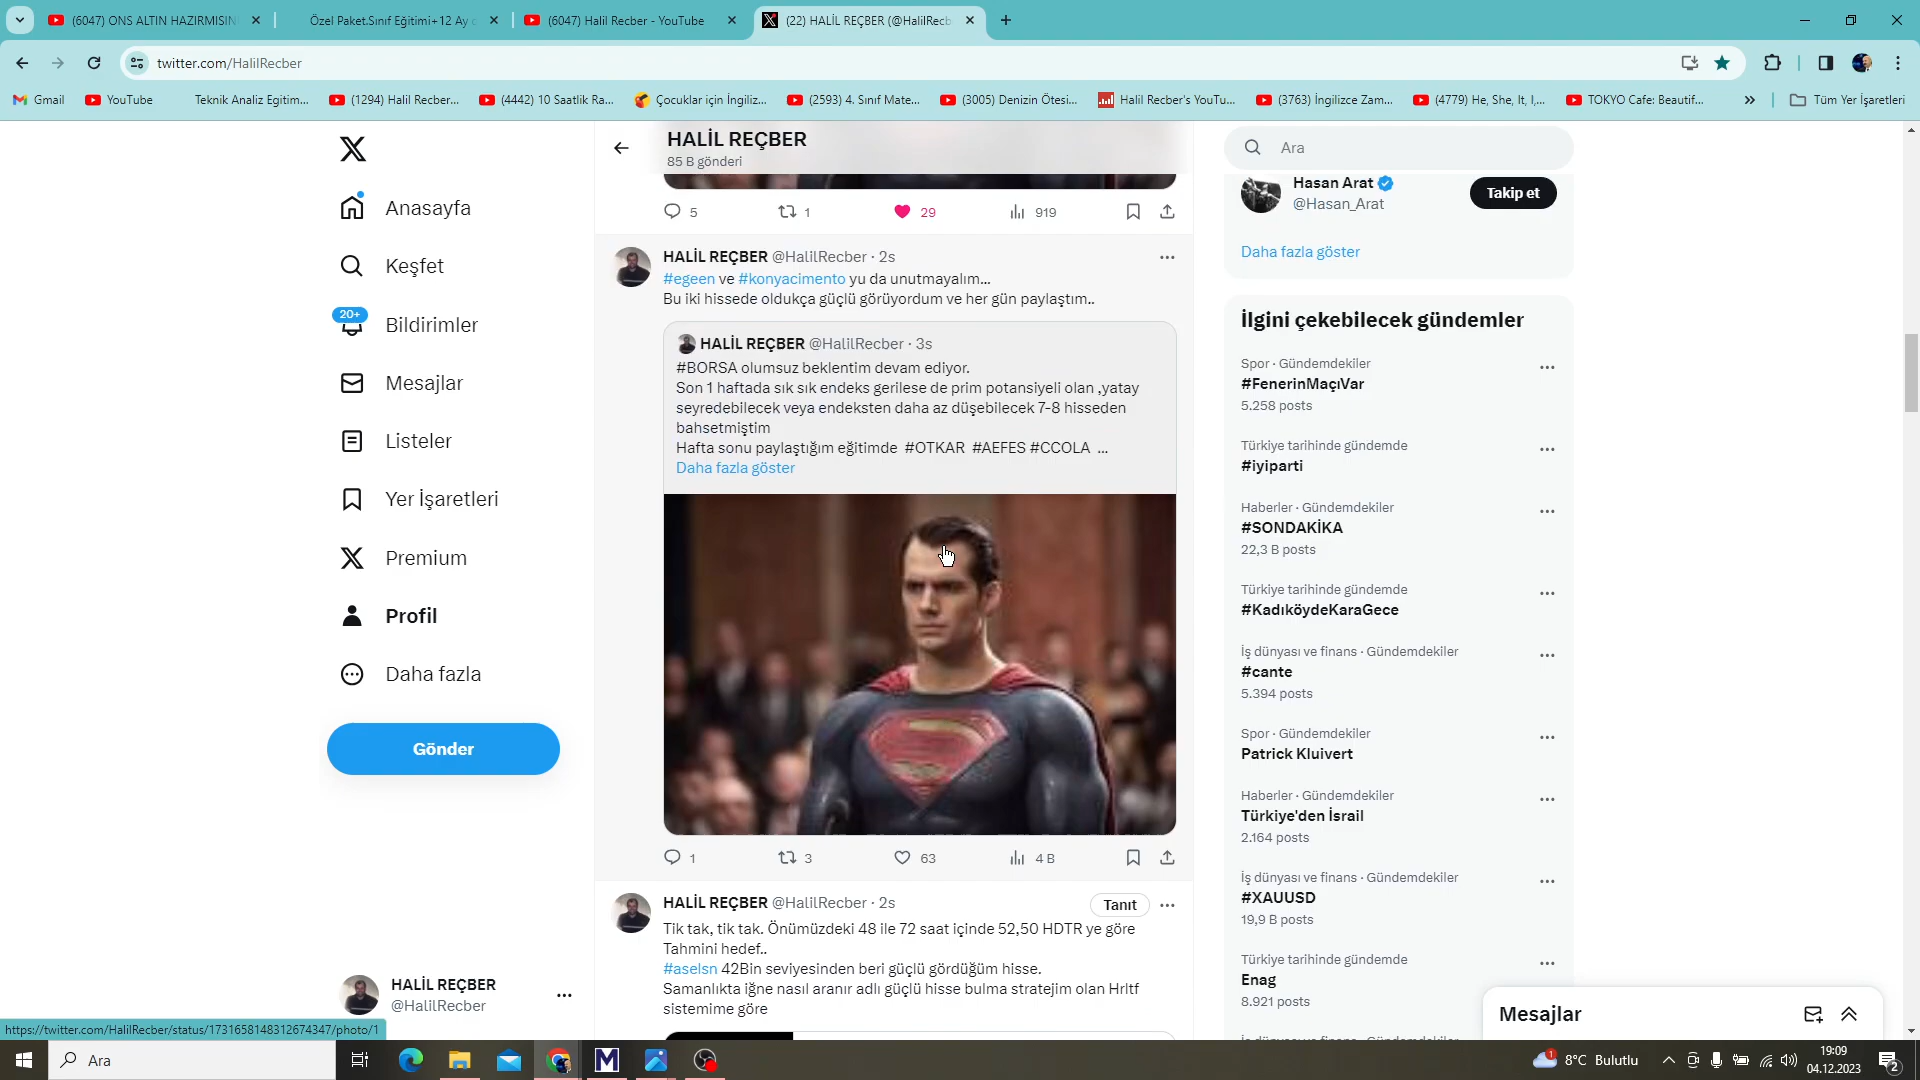 (6047) ONS ALTIN HAZIRMISIN
Özel Paket.Sınıf Eğitimi+12 Ay
(6047) Halil Recber - YouTube
(22) HALİL REÇBER (@HalilRecb
twitter.com/HalilRecber
Gmail
YouTube
Teknik Analiz Egitim...
(1294) Halil Recber...
(4442) 10 Saatlik Ra...
Çocuklar için İngiliz...
(2593) 4. Sınıf Mate...
(3005) Denizin Ötesi...
Halil Recber's YouTu...
(3763) İngilizce Zam...
(4779) He, She, It, I,...
TOKYO Cafe: Beautif...
Tüm Yer İşaretleri
Anasayfa
Keşfet
20+
Bildirimler
Mesajlar
Listeler
Yer İşaretleri
Premium
Profil
Daha fazla
Gönder
HALİL REÇBER
@HalilRecber
https://twitter.com/HalilRecber/status/1731658148312674347/photo/1
HALİL REÇBER
85 B gönderi
5 1 29 919
HALİL REÇBER @HalilRecber · 2s
#egeen ve #konyacimento yu da unutmayalım...
Bu iki hissede oldukça güçlü görüyordum ve her gün paylaştım..
HALİL REÇBER @HalilRecber · 3s
#BORSA olumsuz beklentim devam ediyor.
Son 1 haftada sık sık endeks gerilese de prim potansiyeli olan ,yatay
seyredebilecek veya endeksten daha az düşebilecek 7-8 hisseden
bahsetmiştim
Hafta sonu paylaştığım eğitimde #OTKAR #AEFES #CCOLA ...
Daha fazla göster
1 3 63 4 B
HALİL REÇBER @HalilRecber · 2s
Tanıt
Tik tak, tik tak. Önümüzdeki 48 ile 72 saat içinde 52,50 HDTR ye göre
Tahmini hedef..
#aselsn 42Bin seviyesinden beri güçlü gördüğüm hisse.
Samanlıkta iğne nasıl aranır adlı güçlü hisse bulma stratejim olan Hrltf
sistemime göre
Ara
Hasan Arat
@Hasan_Arat
Takip et
Daha fazla göster
İlgini çekebilecek gündemler
Spor · Gündemdekiler
#FenerinMaçıVar
5.258 posts
Türkiye tarihinde gündemde
#iyiparti
Haberler · Gündemdekiler
#SONDAKİKA
22,3 B posts
Türkiye tarihinde gündemde
#KadıköydeKaraGece
İş dünyası ve finans · Gündemdekiler
#cante
5.394 posts
Spor · Gündemdekiler
Patrick Kluivert
Haberler · Gündemdekiler
Türkiye'den İsrail
2.164 posts
İş dünyası ve finans · Gündemdekiler
#XAUUSD
19,9 B posts
Türkiye tarihinde gündemde
Enag
8.921 posts
Mesajlar
Ara
1
8°C Bulutlu
19:09
04.12.2023
2